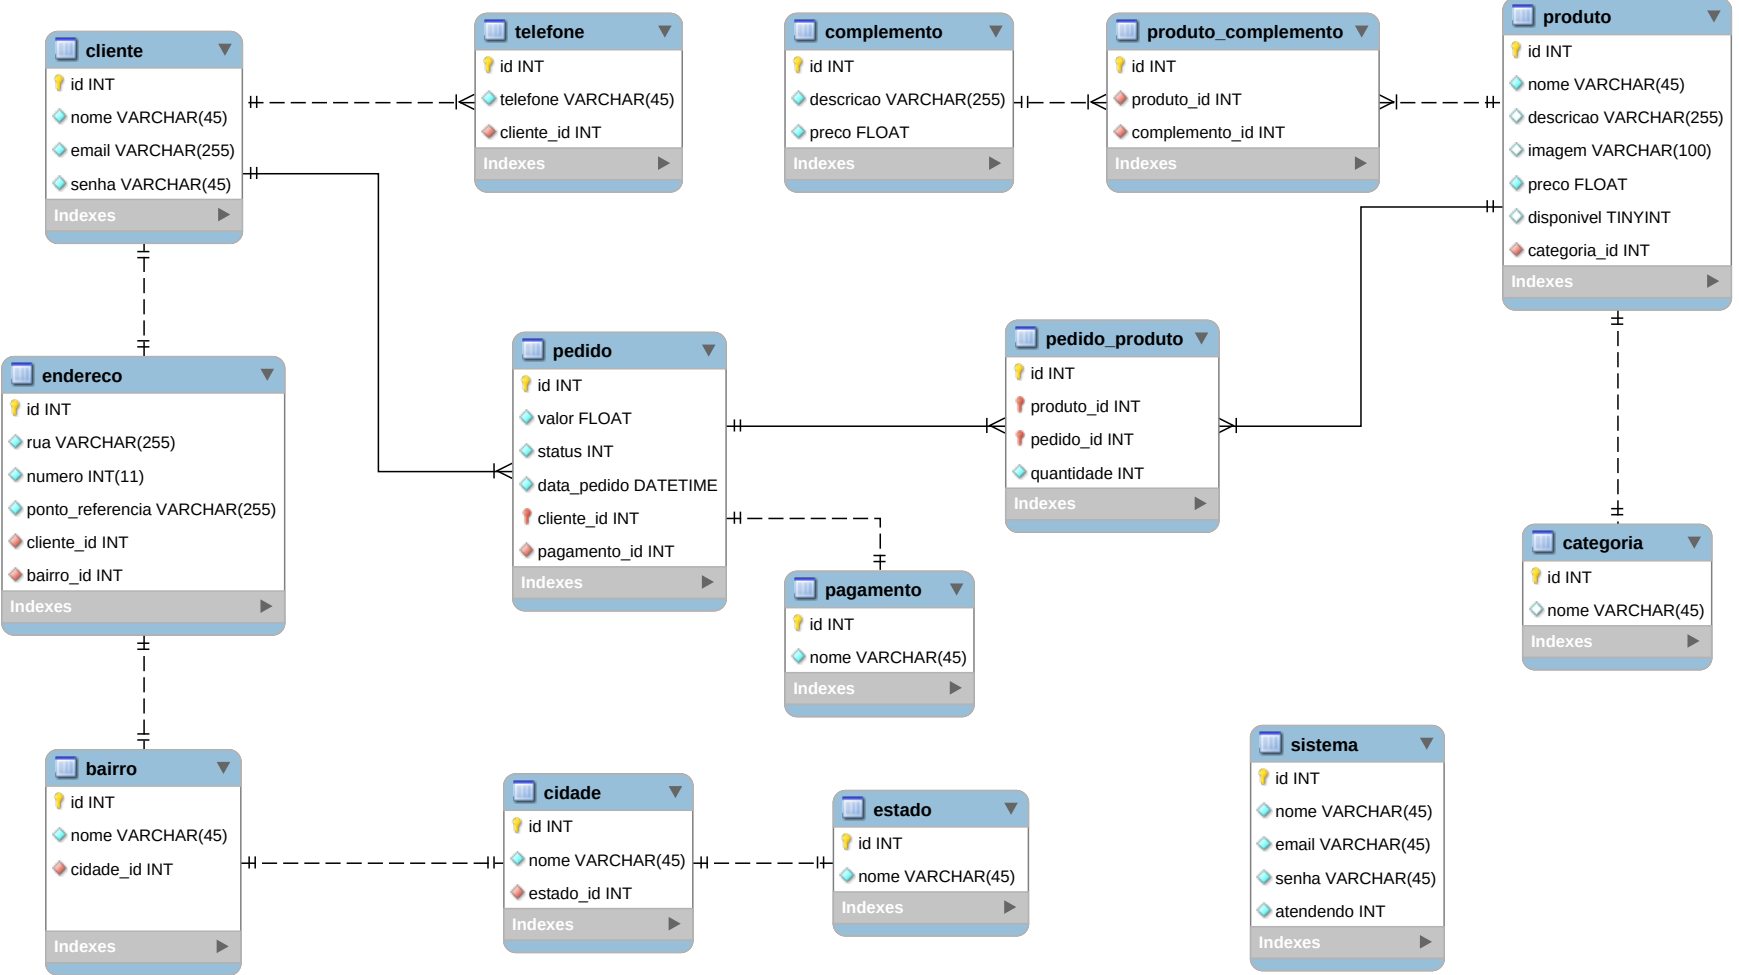 cliente
id INT
nome VARCHAR(45)
email VARCHAR(255)
senha VARCHAR(45)
Indexes
telefone
id INT
telefone VARCHAR(45)
cliente_id INT
Indexes
complemento
id INT
descricao VARCHAR(255)
preco FLOAT
Indexes
produto_complemento
id INT
produto_id INT
complemento_id INT
Indexes
produto
id INT
nome VARCHAR(45)
descricao VARCHAR(255)
imagem VARCHAR(100)
preco FLOAT
disponivel TINYINT
categoria_id INT
Indexes
endereco
id INT
rua VARCHAR(255)
numero INT(11)
ponto_referencia VARCHAR(255)
cliente_id INT
bairro_id INT
Indexes
pedido
id INT
valor FLOAT
status INT
data_pedido DATETIME
cliente_id INT
pagamento_id INT
Indexes
pedido_produto
id INT
produto_id INT
pedido_id INT
quantidade INT
Indexes
pagamento
id INT
nome VARCHAR(45)
Indexes
categoria
id INT
nome VARCHAR(45)
Indexes
bairro
id INT
nome VARCHAR(45)
cidade_id INT
Indexes
cidade
id INT
nome VARCHAR(45)
estado_id INT
Indexes
estado
id INT
nome VARCHAR(45)
Indexes
sistema
id INT
nome VARCHAR(45)
email VARCHAR(45)
senha VARCHAR(45)
atendendo INT
Indexes